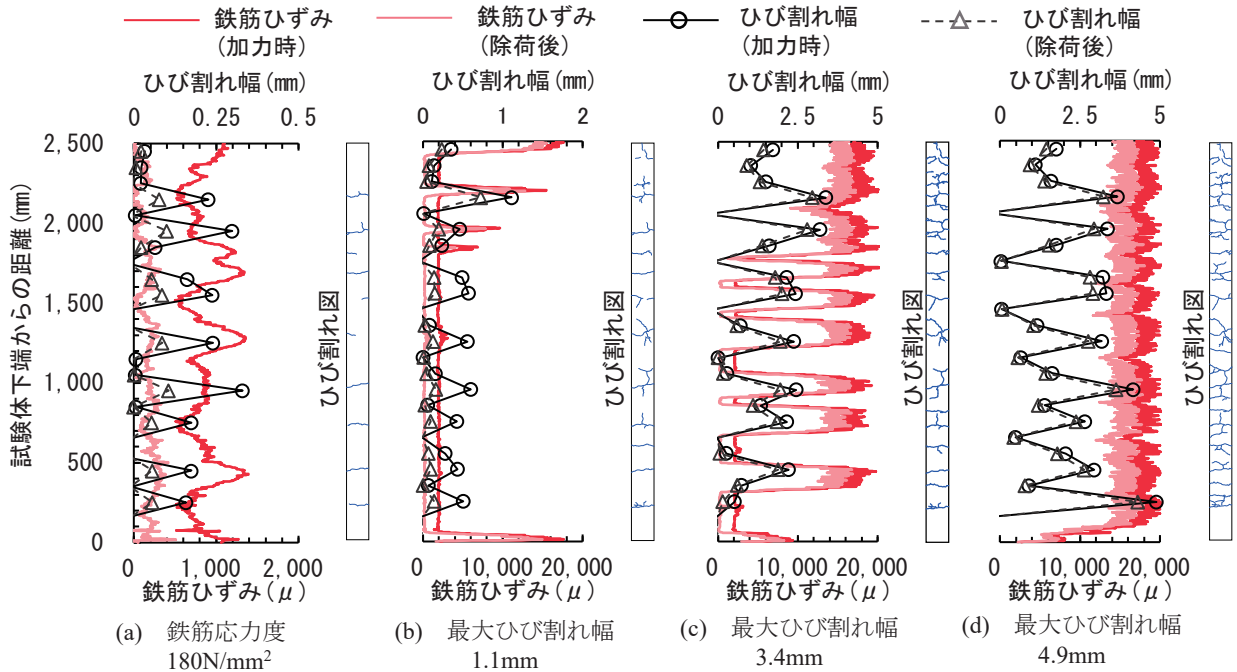 鉄筋ひずみ
(加力時)
鉄筋ひずみ
(除荷後)
ひび割れ幅
(加力時)
ひび割れ幅
(除荷後)
ひび割れ幅(mm)
0 0.25 0.5
ひび割れ幅(mm)
0 1 2
ひび割れ幅(mm)
0 2.5 5
ひび割れ幅(mm)
0 2.5 5
試験体下端からの距離(mm)
2,500
2,000
1,500
1,000
500
0
ひび割れ図
ひび割れ図
ひび割れ図
ひび割れ図
0 1,000 2,000
鉄筋ひずみ(μ)
0 10,000 20,000
鉄筋ひずみ(μ)
0 10,000 20,000
鉄筋ひずみ(μ)
0 10,000 20,000
鉄筋ひずみ(μ)
(a) 鉄筋応力度
180N/mm²
(b) 最大ひび割れ幅
1.1mm
(c) 最大ひび割れ幅
3.4mm
(d) 最大ひび割れ幅
4.9mm